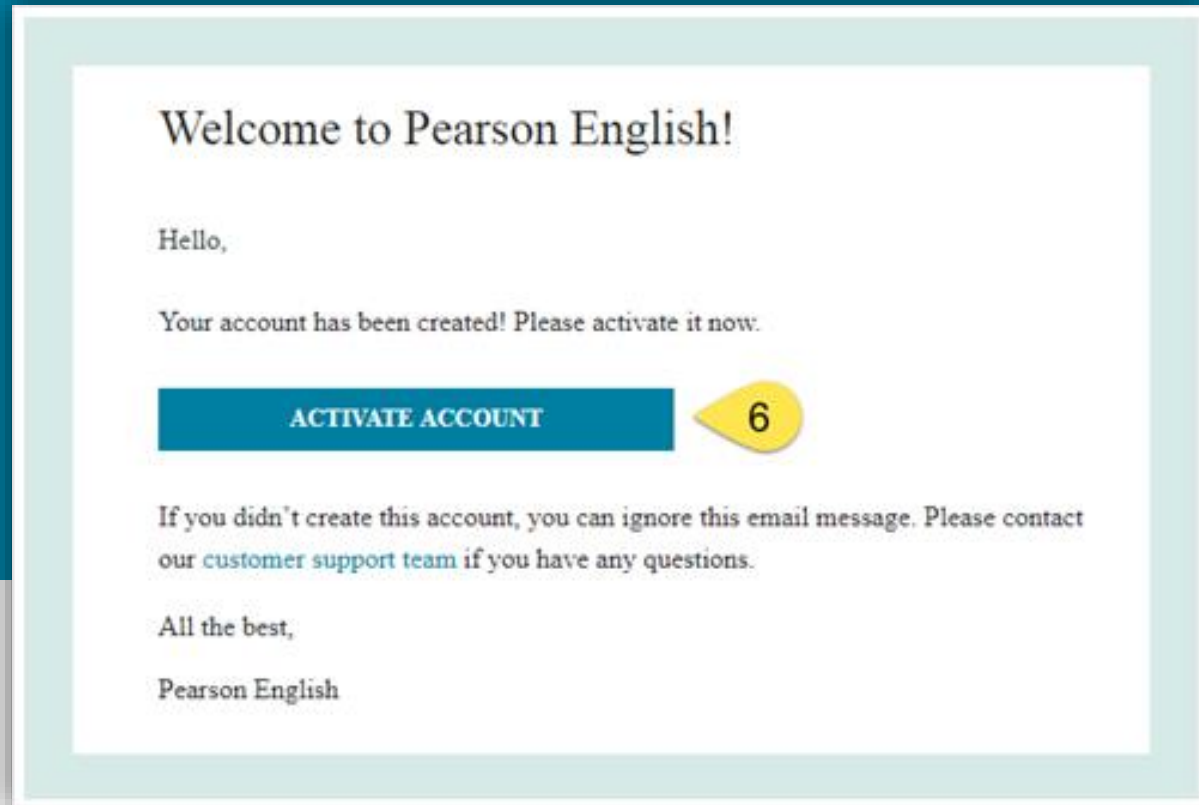 Welcome to Pearson English!
Hello,
Your account has been created! Please activate it now.
ACTIVATE ACCOUNT
6
If you didn't create this account, you can ignore this email message. Please contact
our customer support team if you have any questions.
All the best,
Pearson English